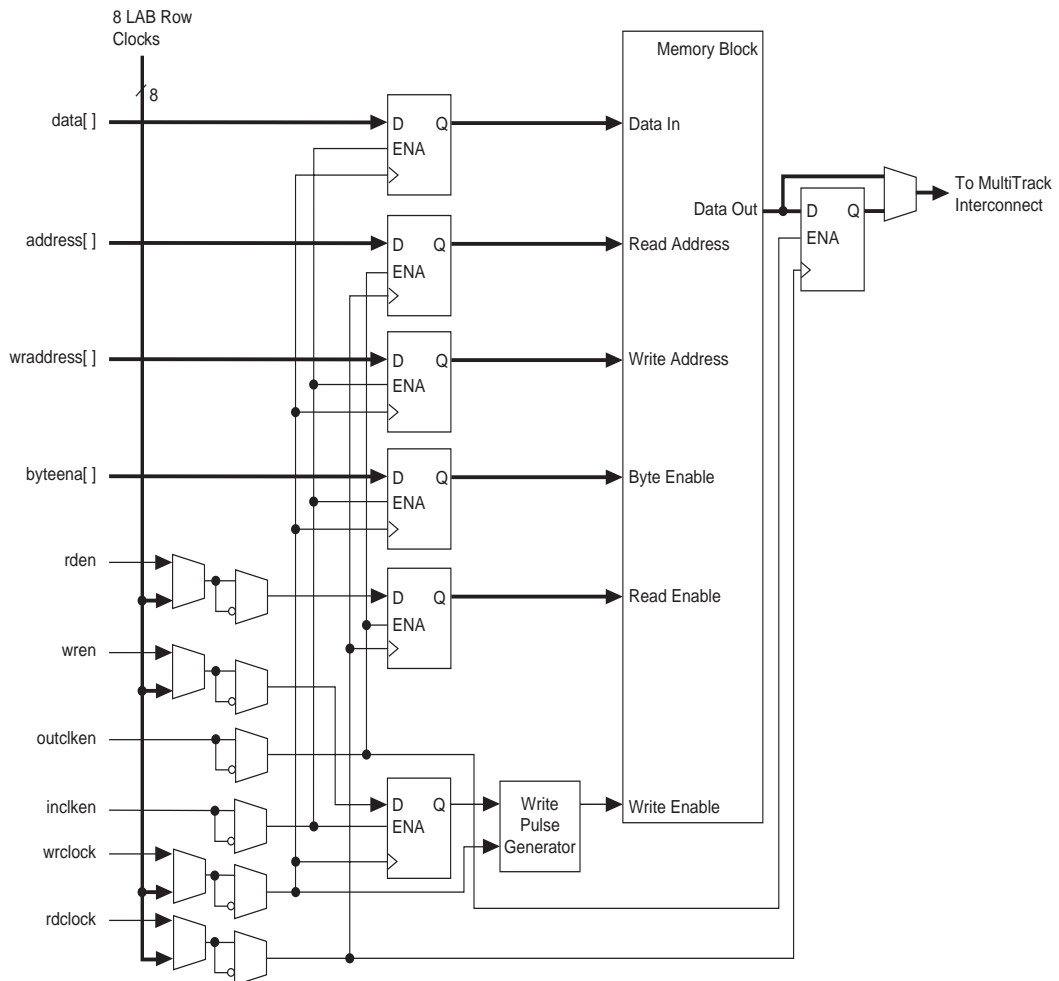 8 LAB Row
Clocks
8
Memory Block
data[ ]
D Q
ENA
Data In
To MultiTrack
Interconnect
Data Out
D Q
ENA
address[ ]
D Q
ENA
Read Address
wraddress[ ]
D Q
ENA
Write Address
byteena[ ]
D Q
ENA
Byte Enable
rden
D Q
ENA
Read Enable
wren
outclken
inclken
D Q
ENA
Write
Pulse
Generator
Write Enable
wrclock
rdclock